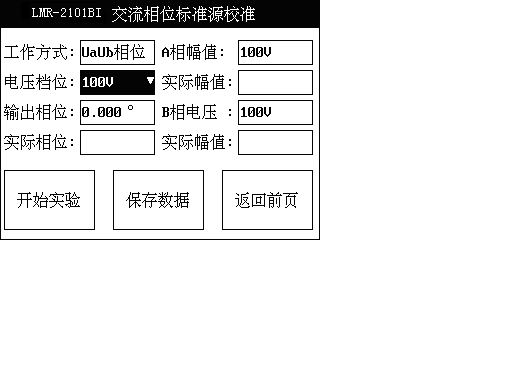 LMR-2101BI 交流相位标准源校准
工作方式: UaUb相位 A相幅值: 100V
电压档位: 100V ▼ 实际幅值:
输出相位: 0.000 ° B相电压 : 100V
实际相位: 实际幅值:
开始实验 保存数据 返回前页